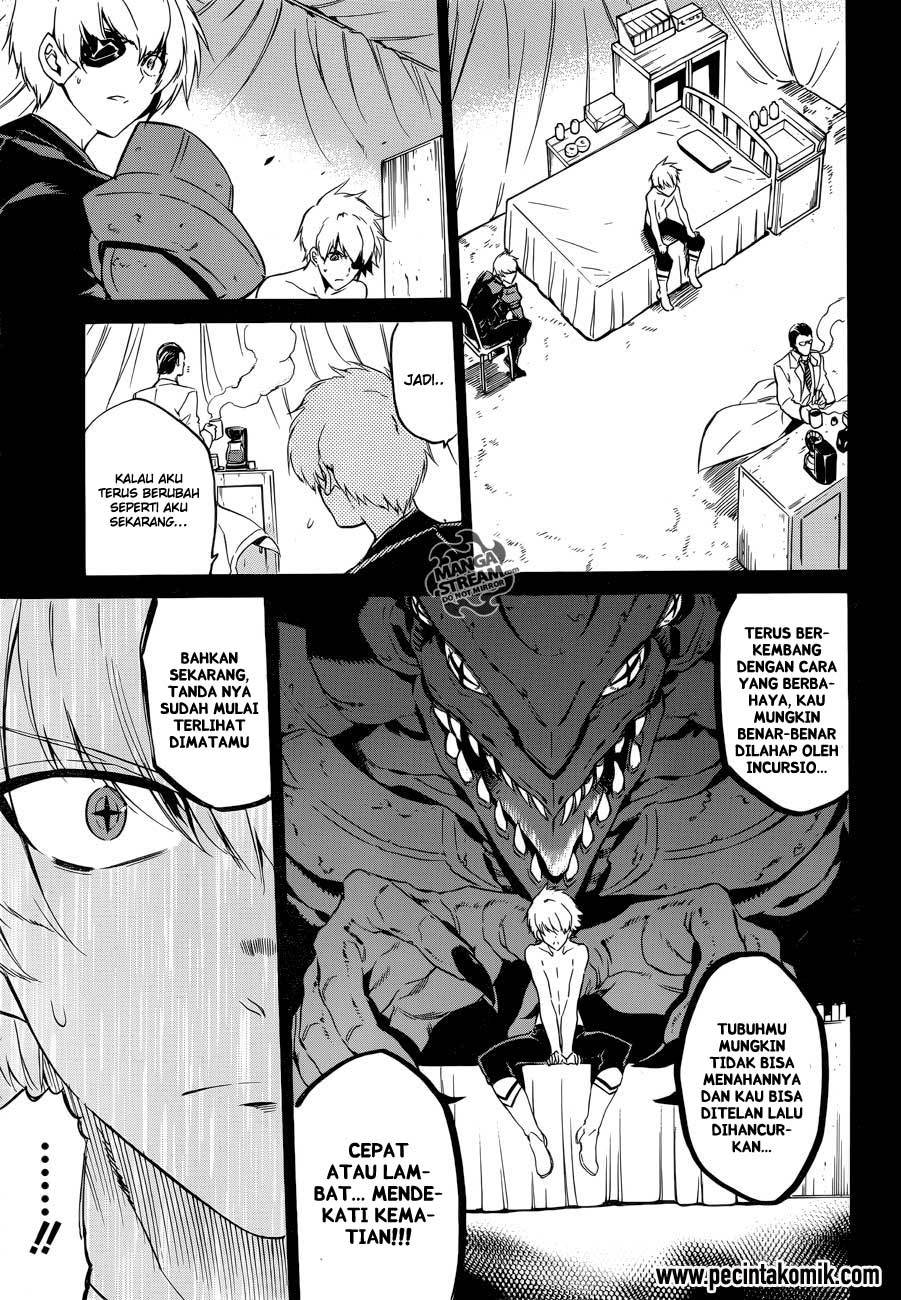 JADI..
KALAU AKU
TERUS BERUBAH
SEPERTI AKU
SEKARANG...
MANGA
STREAM.com
DO NOT MIRROR
TERUS BER-
KEMBANG
DENGAN CARA
YANG BERBA-
HAYA, KAU
MUNGKIN
BENAR-BENAR
DILAHAP OLEH
INCURSIO...
TUBUHMU
MUNGKIN
TIDAK BISA
MENAHANNYA
DAN KAU BISA
DITELAN LALU
DIHANCUR-
KAN...
BAHKAN
SEKARANG,
TANDA NYA
SUDAH MULAI
TERLIHAT
DIMATAMU
CEPAT
ATAU LAM-
BAT... MENDE-
KATI KEMA-
TIAN!!!
.......!!
www.pecintakomik.com